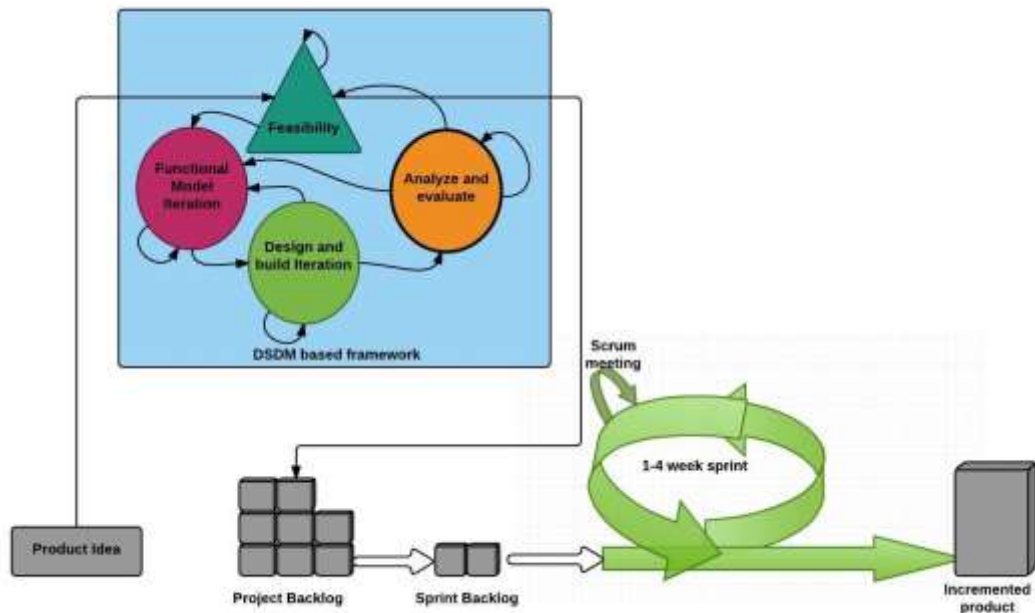 Feasibility
Functional
Model
Iteration
Analyze and
evaluate
Design and
build Iteration
DSDM based framework
Scrum
meeting
1-4 week sprint
Product idea
Project Backlog
Sprint Backlog
Incremented
product